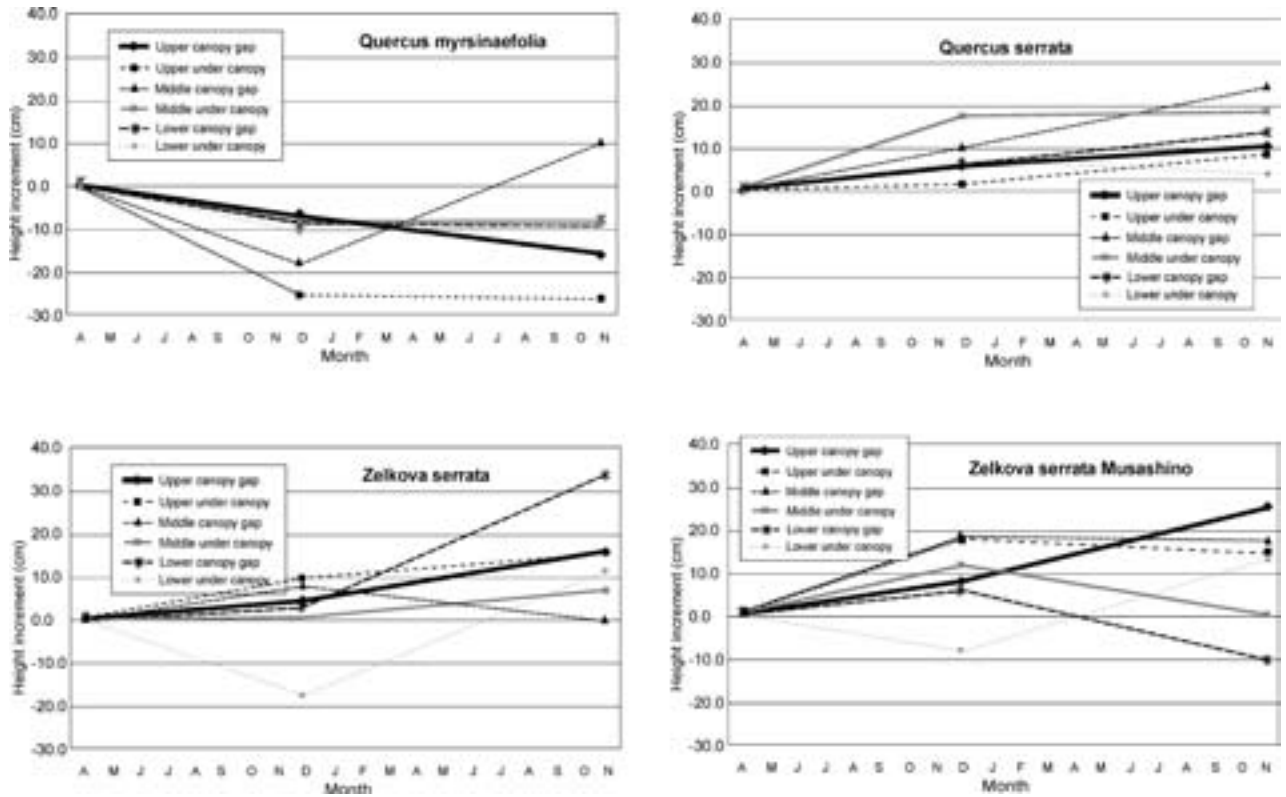 Quercus myrsinaefolia
Height increment (cm)
40.0
30.0
20.0
10.0
0.0
-10.0
-20.0
-30.0
Upper canopy gap
Upper under canopy
Middle canopy gap
Middle under canopy
Lower canopy gap
Lower under canopy
A M J J A S O N D J F M A M J J A S O N
Month
Quercus serrata
Height increment (cm)
40.0
30.0
20.0
10.0
0.0
-10.0
-20.0
-30.0
Upper canopy gap
Upper under canopy
Middle canopy gap
Middle under canopy
Lower canopy gap
Lower under canopy
A M J J A S O N D J F M A M J J A S O N
Month
Zelkova serrata
Height increment (cm)
40.0
30.0
20.0
10.0
0.0
-10.0
-20.0
-30.0
Upper canopy gap
Upper under canopy
Middle canopy gap
Middle under canopy
Lower canopy gap
Lower under canopy
A M J J A S O N D J F M A M J J A S O N
Month
Zelkova serrata Musashino
Height increment (cm)
40.0
30.0
20.0
10.0
0.0
-10.0
-20.0
-30.0
Upper canopy gap
Upper under canopy
Middle canopy gap
Middle under canopy
Lower canopy gap
Lower under canopy
A M J J A S O N D J F M A M J J A S O N
Month